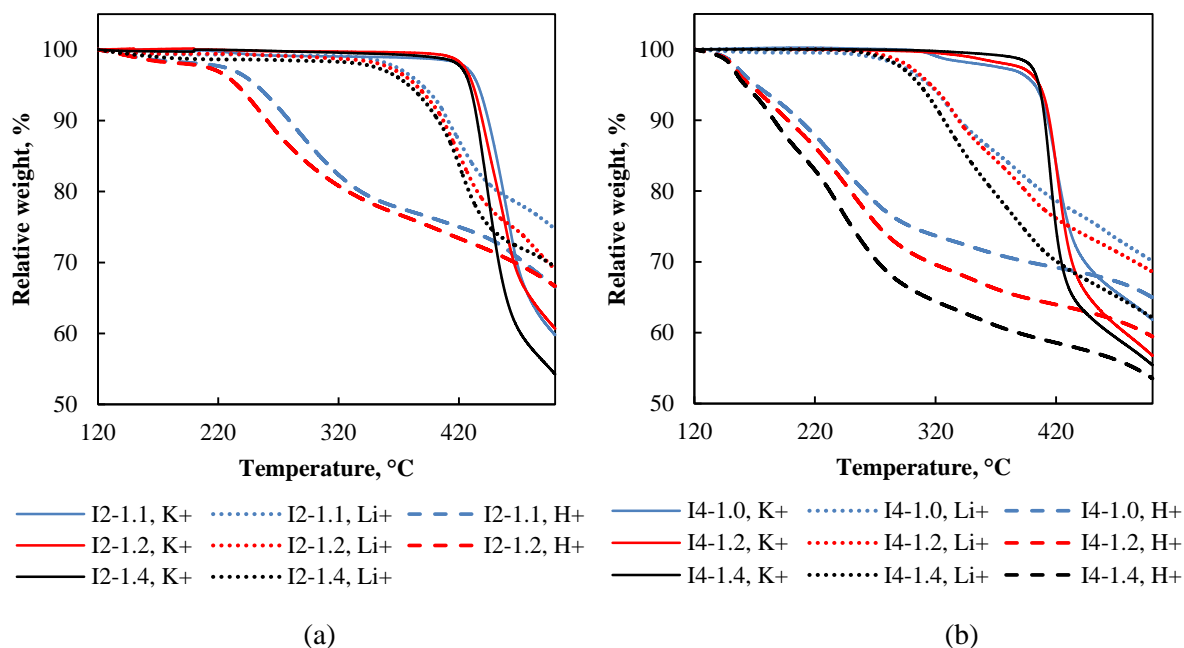 100
90
80
70
60
50
120 220 320 420
Relative weight, %
Temperature, °C
I2-1.1, K+ I2-1.1, Li+ I2-1.1, H+
I2-1.2, K+ I2-1.2, Li+ I2-1.2, H+
I2-1.4, K+ I2-1.4, Li+
(a)
100
90
80
70
60
50
120 220 320 420
Relative weight, %
Temperature, °C
I4-1.0, K+ I4-1.0, Li+ I4-1.0, H+
I4-1.2, K+ I4-1.2, Li+ I4-1.2, H+
I4-1.4, K+ I4-1.4, Li+ I4-1.4, H+
(b)